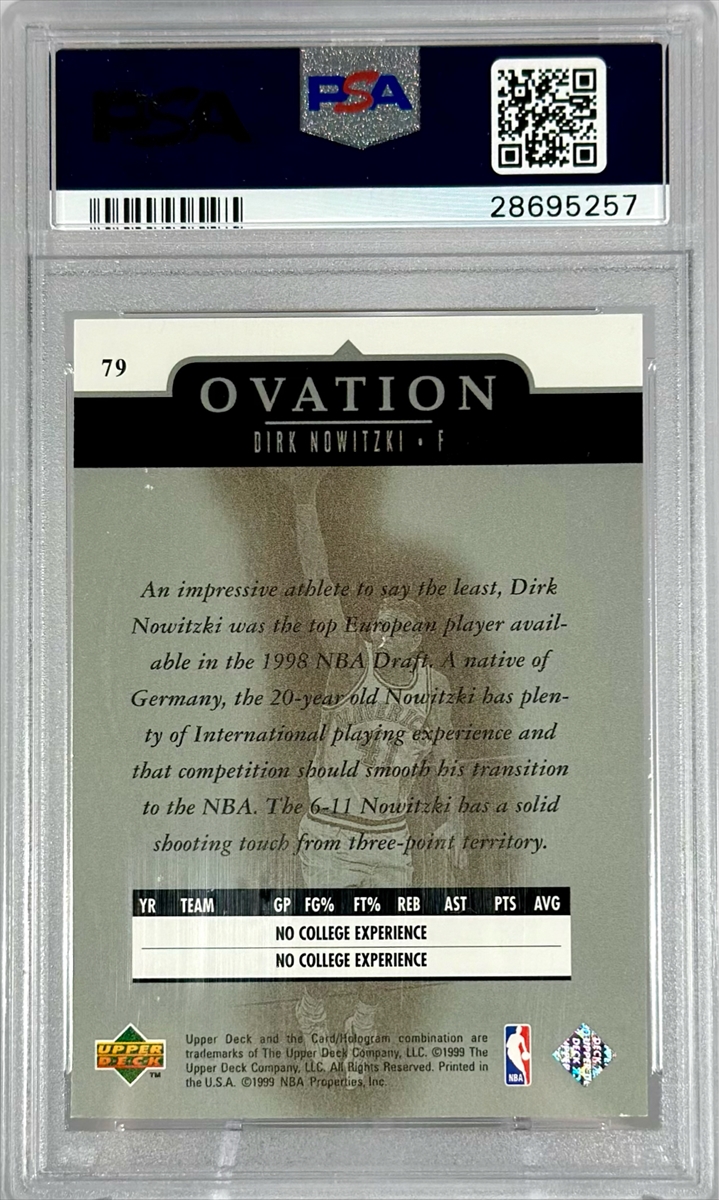 PSA
PSA
28695257
79
OVATION
DIRK NOWITZKI • F
An impressive athlete to say the least, Dirk
Nowitzki was the top European player avail-
able in the 1998 NBA Draft. A native of
Germany, the 20-year old Nowitzki has plen-
ty of International playing experience and
that competition should smooth his transition
to the NBA. The 6-11 Nowitzki has a solid
shooting touch from three-point territory.
YR TEAM GP FG% FT% REB AST PTS AVG
NO COLLEGE EXPERIENCE
NO COLLEGE EXPERIENCE
UPPER
DECK
™
Upper Deck and the Card/Hologram combination are
trademarks of The Upper Deck Company, LLC. ©1999 The
Upper Deck Company, LLC. All Rights Reserved. Printed in
the U.S.A. ©1999 NBA Properties, Inc.
NBA